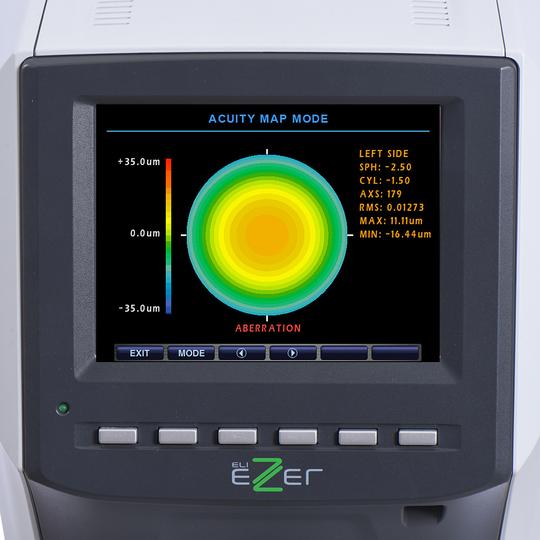 ACUITY MAP MODE
+35.0um
0.0um
-35.0um
LEFT SIDE
SPH: -2.50
CYL: -1.50
AXS: 179
RMS: 0.01273
MAX: 11.11um
MIN: -16.44um
ABERRATION
EXIT
MODE
ELI
EZER